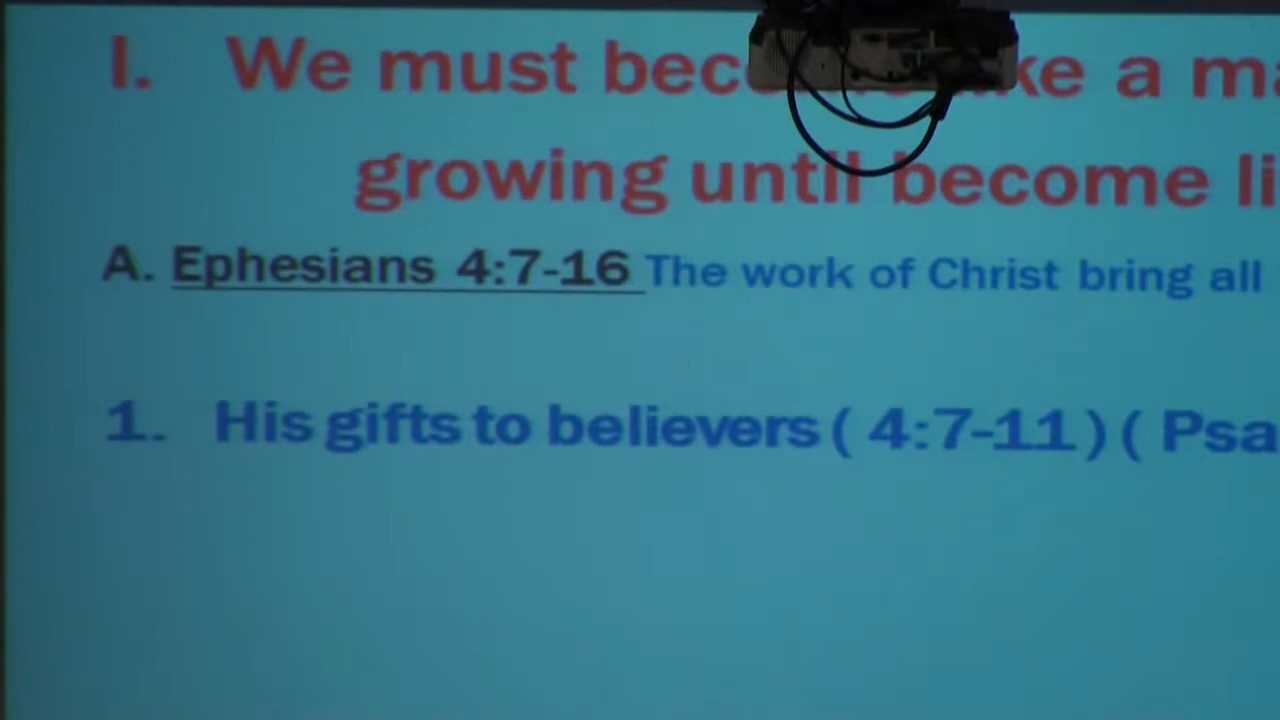 I. We must a
growing until become
A. Ephesians 4:7-16 The work of Christ bring all
1. His gifts to believers ( 4:7-11 ) (